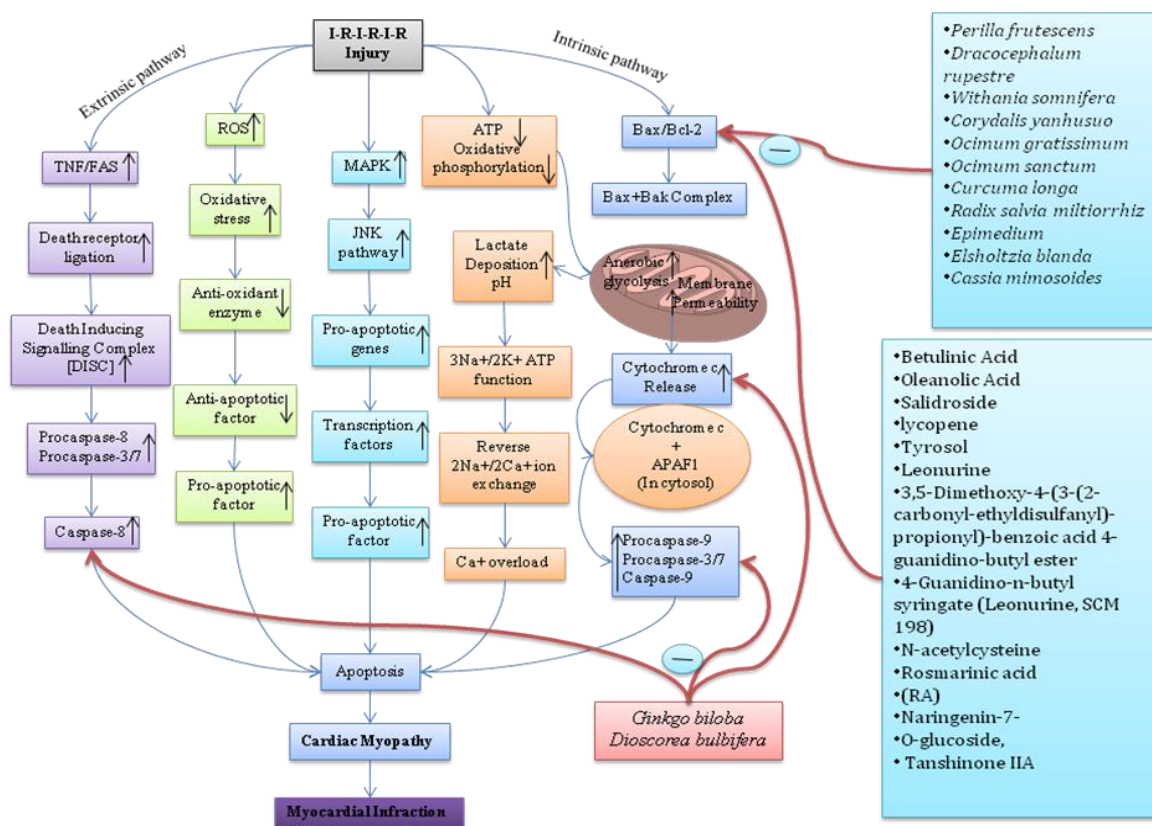 I-R-I-R-I-R
Injury
Extrinsic pathway
Intrinsic pathway
TNF/FAS
Death receptor
ligation
Death Inducing
Signalling Complex
[DISC]
Procaspase-8
Procaspase-3/7
Caspase-8
ROS
Oxidative
stress
Anti-oxidant
enzyme
Anti-apoptotic
factor
Pro-apoptotic
factor
MAPK
JNK
pathway
Pro-apoptotic
genes
Transcription
factors
Pro-apoptotic
factor
ATP
Oxidative
phosphorylation
Lactate
Deposition
pH
3Na+/2K+ ATP
function
Reverse
2Na+/2Ca+ ion
exchange
Ca+ overload
Bax/Bcl-2
Bax+Bak Complex
Anerobic
glycolysis
Membrane
Permeability
Cytochrome c
Release
Cytochrome c
+
APAF1
(In cytosol)
Procaspase-9
Procaspase-3/7
Caspase-9
Apoptosis
Cardiac Myopathy
Myocardial Infraction
Ginkgo biloba
Dioscorea bulbifera
•Perilla frutescens
•Dracocephalum
rupestre
•Withania somnifera
•Corydalis yanhusuo
•Ocimum gratissimum
•Ocimum sanctum
•Curcuma longa
•Radix salvia miltiorrhiz
•Epimedium
•Elsholtzia blanda
•Cassia mimosoides
•Betulinic Acid
•Oleanolic Acid
•Salidroside
•lycopene
•Tyrosol
•Leonurine
•3,5-Dimethoxy-4-(3-(2-
carbonyl-ethyldisulfanyl)-
propionyl)-benzoic acid 4-
guanidino-butyl ester
•4-Guanidino-n-butyl
syringate (Leonurine, SCM
198)
•N-acetylcysteine
•Rosmarinic acid
•(RA)
•Naringenin-7-
•O-glucoside,
• Tanshinone IIA